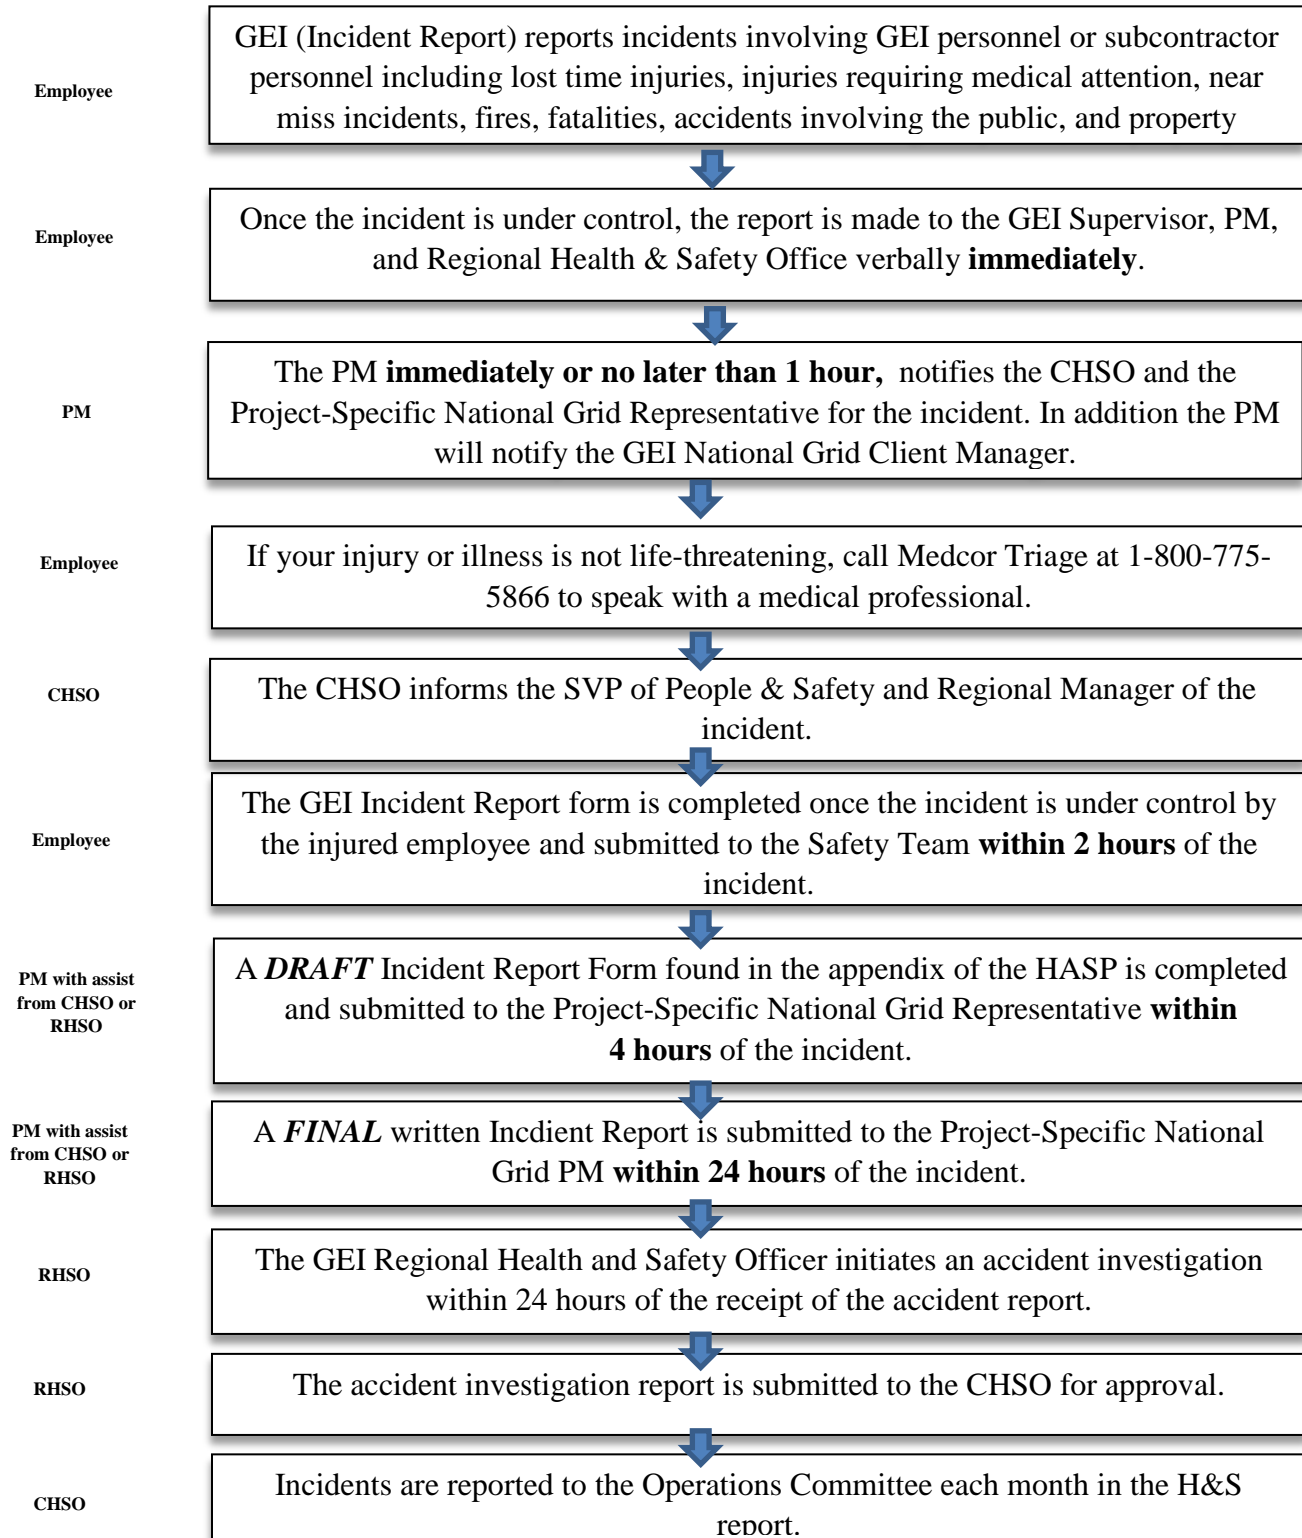 Employee
GEI (Incident Report) reports incidents involving GEI personnel or subcontractor
personnel including lost time injuries, injuries requiring medical attention, near
miss incidents, fires, fatalities, accidents involving the public, and property
Employee
Once the incident is under control, the report is made to the GEI Supervisor, PM,
and Regional Health & Safety Office verbally immediately.
PM
The PM immediately or no later than 1 hour, notifies the CHSO and the
Project-Specific National Grid Representative for the incident. In addition the PM
will notify the GEI National Grid Client Manager.
Employee
If your injury or illness is not life-threatening, call Medcor Triage at 1-800-775-
5866 to speak with a medical professional.
CHSO
The CHSO informs the SVP of People & Safety and Regional Manager of the
incident.
Employee
The GEI Incident Report form is completed once the incident is under control by
the injured employee and submitted to the Safety Team within 2 hours of the
incident.
PM with assist
from CHSO or
RHSO
A DRAFT Incident Report Form found in the appendix of the HASP is completed
and submitted to the Project-Specific National Grid Representative within
4 hours of the incident.
PM with assist
from CHSO or
RHSO
A FINAL written Incdient Report is submitted to the Project-Specific National
Grid PM within 24 hours of the incident.
RHSO
The GEI Regional Health and Safety Officer initiates an accident investigation
within 24 hours of the receipt of the accident report.
RHSO
The accident investigation report is submitted to the CHSO for approval.
CHSO
Incidents are reported to the Operations Committee each month in the H&S
report.